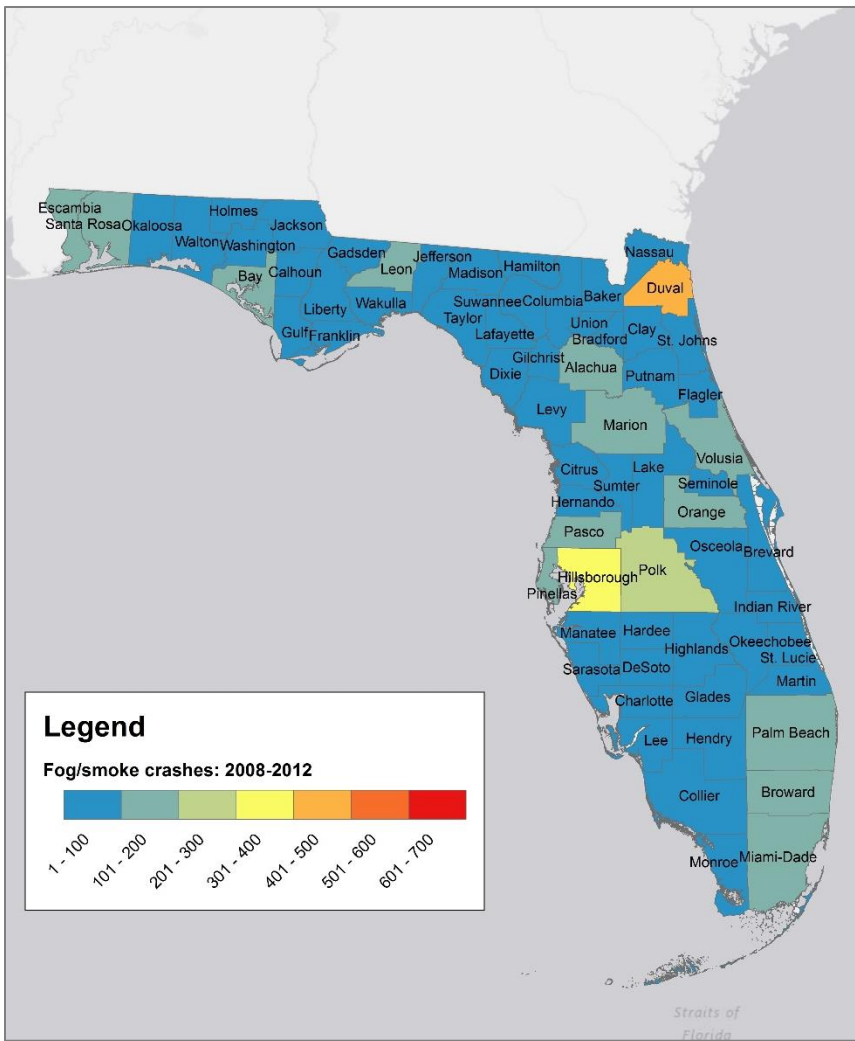 Escambia
Santa Rosa
Okaloosa
Holmes
Jackson
Walton
Washington
Bay
Calhoun
Gadsden
Leon
Jefferson
Madison
Hamilton
Nassau
Duval
Liberty
Wakulla
Suwannee
Columbia
Baker
Taylor
Gulf
Franklin
Lafayette
Union
Bradford
Clay
St. Johns
Gilchrist
Dixie
Alachua
Putnam
Flagler
Levy
Marion
Volusia
Citrus
Lake
Sumter
Seminole
Hernando
Orange
Pasco
Osceola
Brevard
Hillsborough
Polk
Pinellas
Indian River
Manatee
Hardee
Highlands
Okeechobee
St. Lucie
Sarasota
DeSoto
Martin
Charlotte
Glades
Lee
Hendry
Palm Beach
Collier
Broward
Monroe
Miami-Dade
Legend
Fog/smoke crashes: 2008-2012
1 - 100
101 - 200
201 - 300
301 - 400
401 - 500
501 - 600
601 - 700
Straits of
Florida